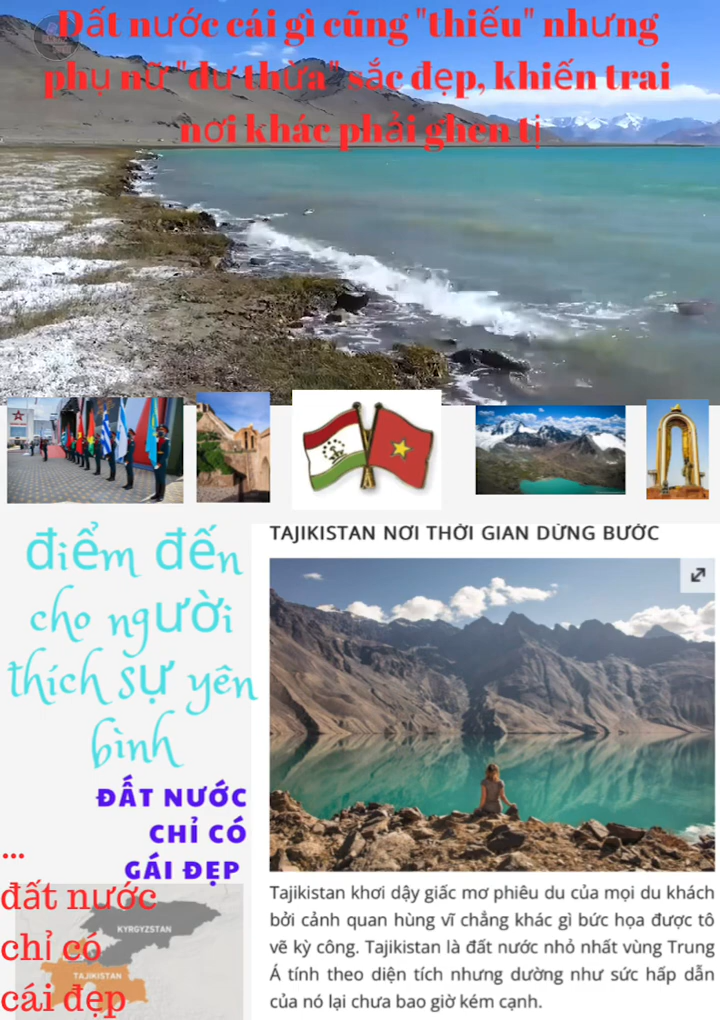 Đất nước cái gì cũng "thiếu" nhưng
phụ nữ "dư thừa" sắc đẹp, khiến trai
nơi khác phải ghen tị
điểm đến
cho người
thích sự yên
bình
ĐẤT NƯỚC
CHỈ CÓ
GÁI ĐẸP
...
đất nước
chỉ có
cái đẹp
KYRGYZSTAN
TAJIKISTAN
TAJIKISTAN NƠI THỜI GIAN DỪNG BƯỚC
Tajikistan khơi dậy giấc mơ phiêu du của mọi du khách
bởi cảnh quan hùng vĩ chẳng khác gì bức họa được tô
vẽ kỳ công. Tajikistan là đất nước nhỏ nhất vùng Trung
Á tính theo diện tích nhưng dường như sức hấp dẫn
của nó lại chưa bao giờ kém cạnh.